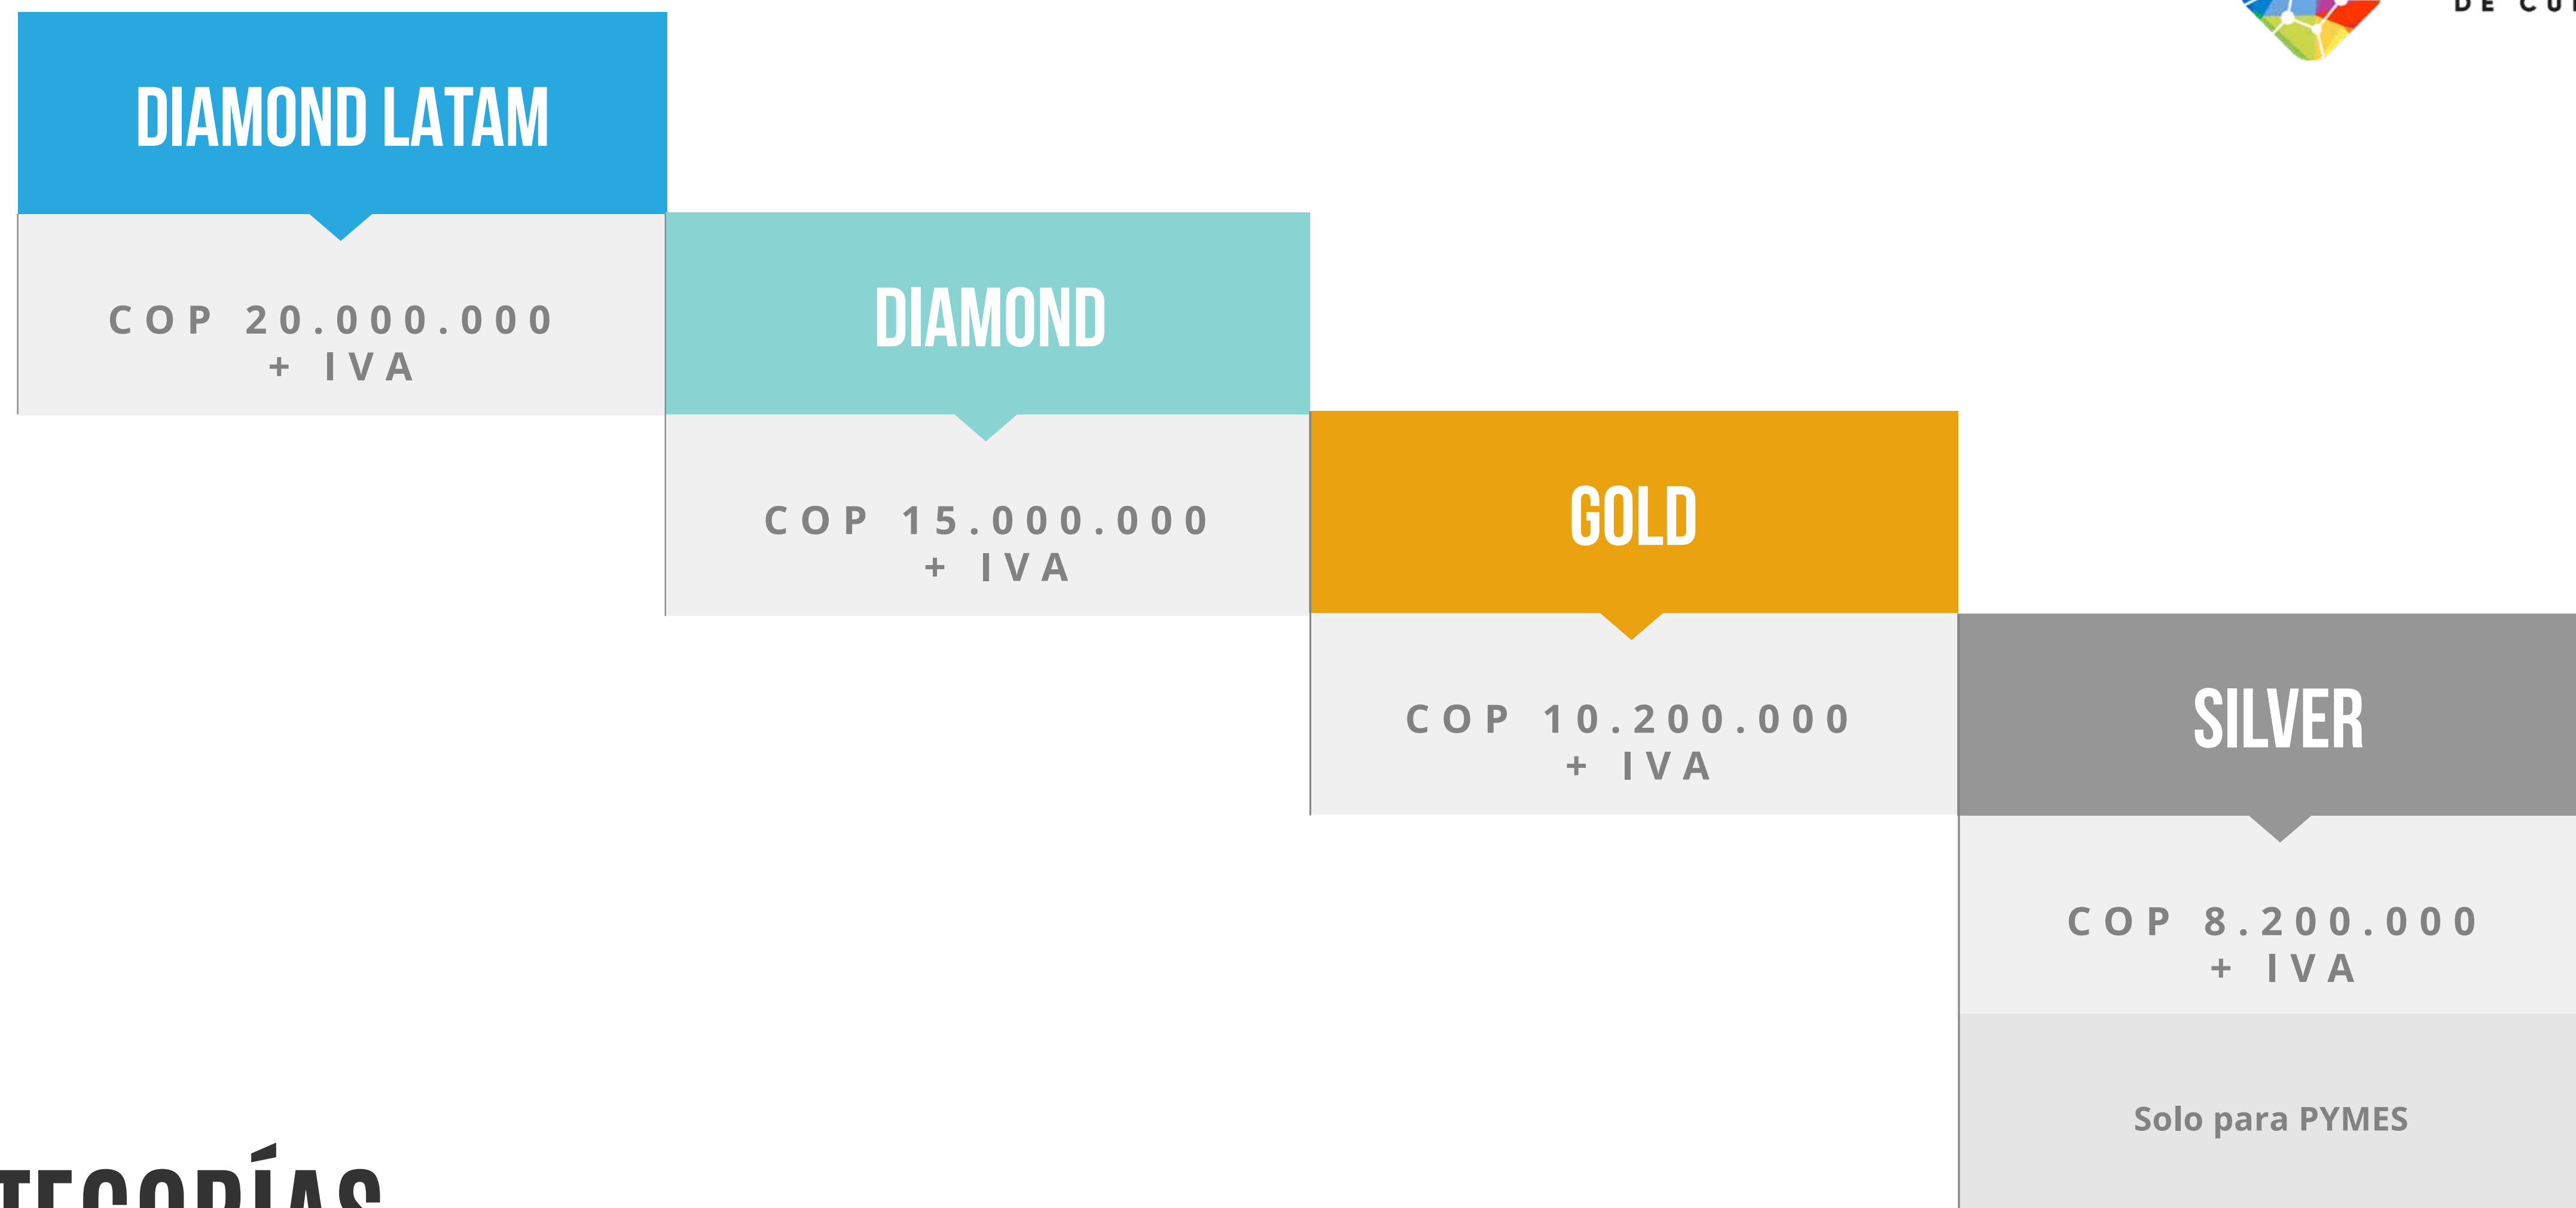 DIAMOND LATAM
COP 20.000.000
+ IVA
DIAMOND
COP 15.000.000
+ IVA
GOLD
COP 10.200.000
+ IVA
SILVER
COP 8.200.000
+ IVA
Solo para PYMES